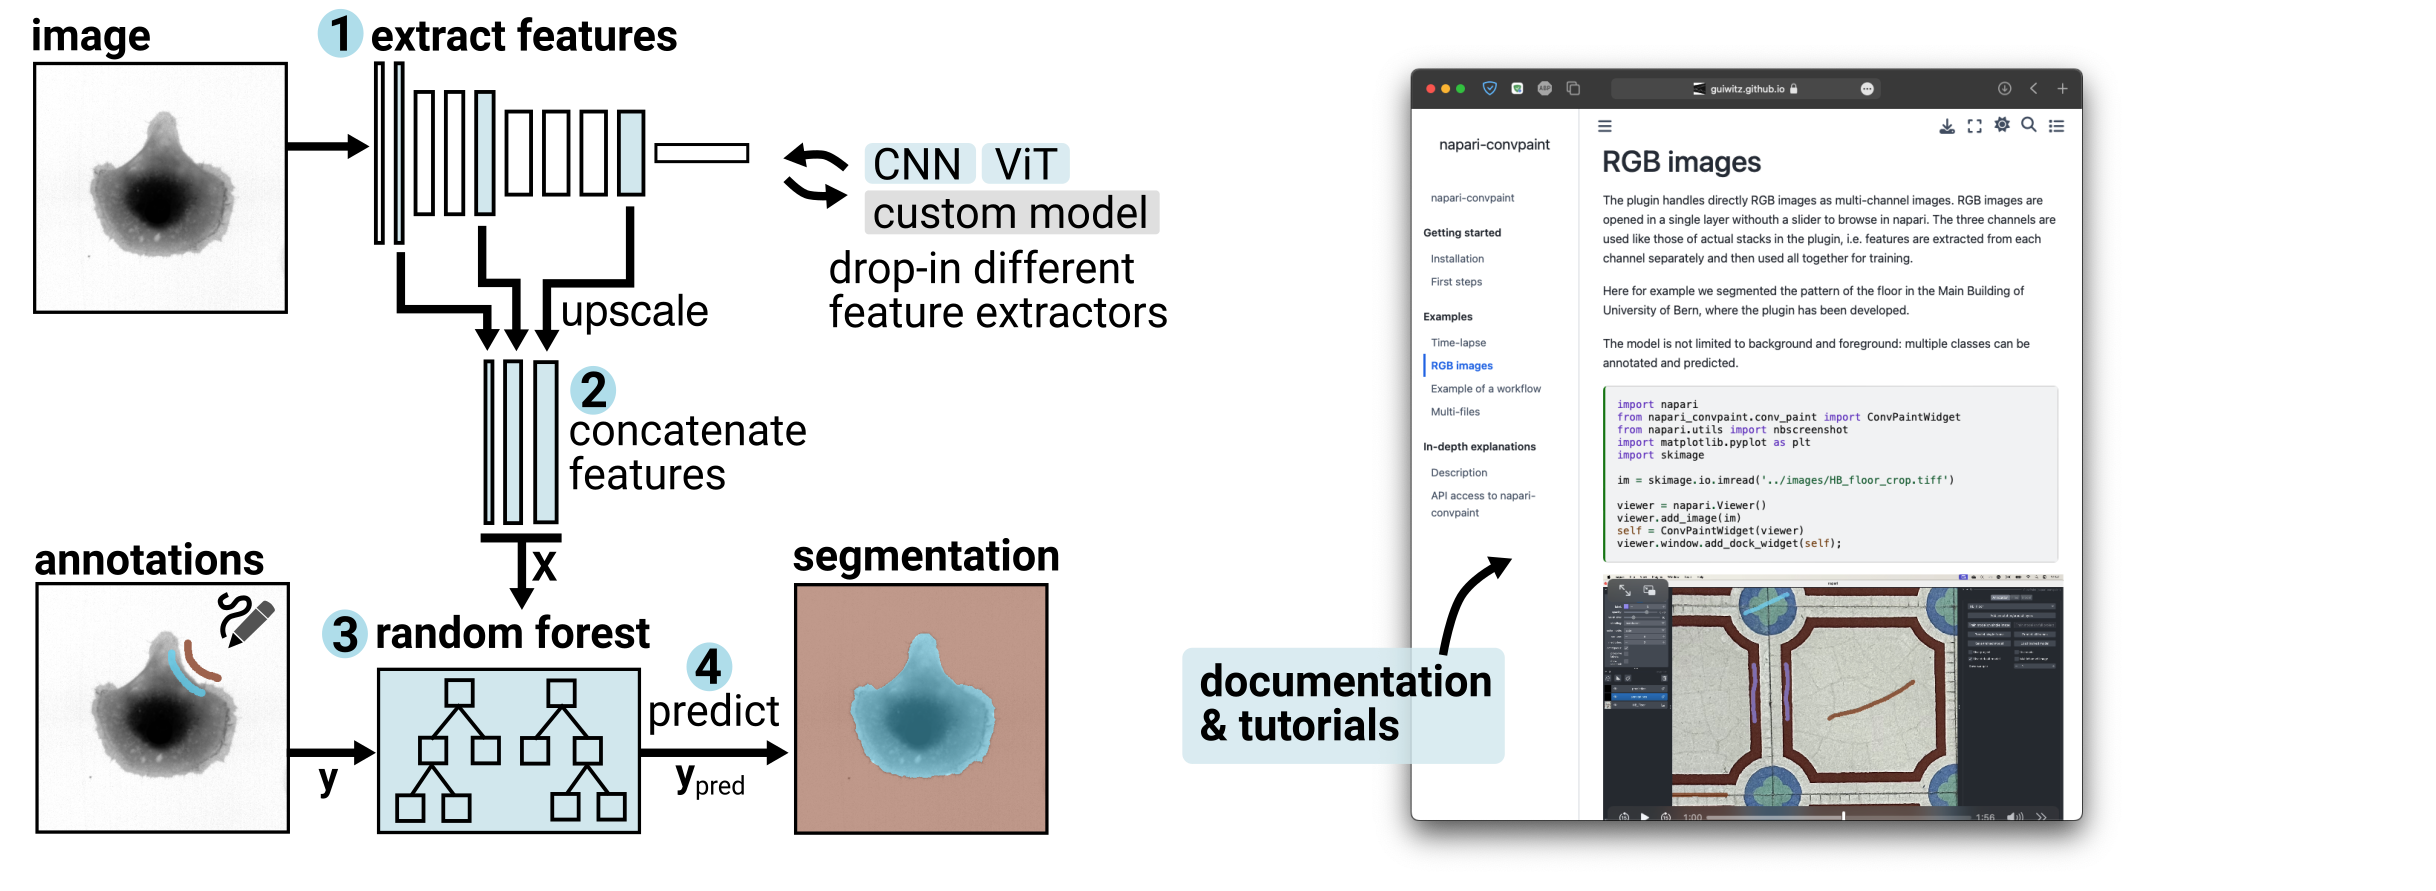 image
1 extract features
CNN ViT
custom model
drop-in different
feature extractors
upscale
2
concatenate
features
X
annotations
y
3 random forest
4
predict
ypred
segmentation
documentation
& tutorials
guiwitz.github.io
ABP
napari-convpaint
napari-convpaint
Getting started
Installation
First steps
Examples
Time-lapse
RGB images
Example of a workflow
Multi-files
In-depth explanations
Description
API access to napari-
convpaint
RGB images
The plugin handles directly RGB images as multi-channel images. RGB images are
opened in a single layer withouth a slider to browse in napari. The three channels are
used like those of actual stacks in the plugin, i.e. features are extracted from each
channel separately and then used all together for training.
Here for example we segmented the pattern of the floor in the Main Building of
University of Bern, where the plugin has been developed.
The model is not limited to background and foreground: multiple classes can be
annotated and predicted.
import napari
from napari_convpaint.conv_paint import ConvPaintWidget
from napari.utils import nbscreenshot
import matplotlib.pyplot as plt
import skimage
im = skimage.io.imread('../images/HB_floor_crop.tiff')
viewer = napari.Viewer()
viewer.add_image(im)
self = ConvPaintWidget(viewer)
viewer.window.add_dock_widget(self);
1:00
1:56